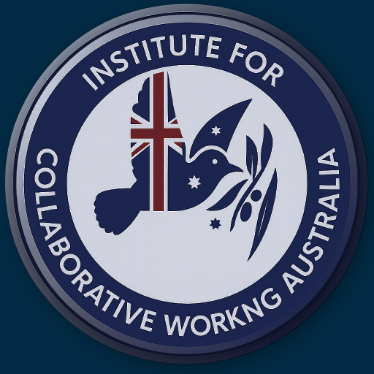 INSTITUTE FOR
COLLABORATIVE WORKNG AUSTRALIA